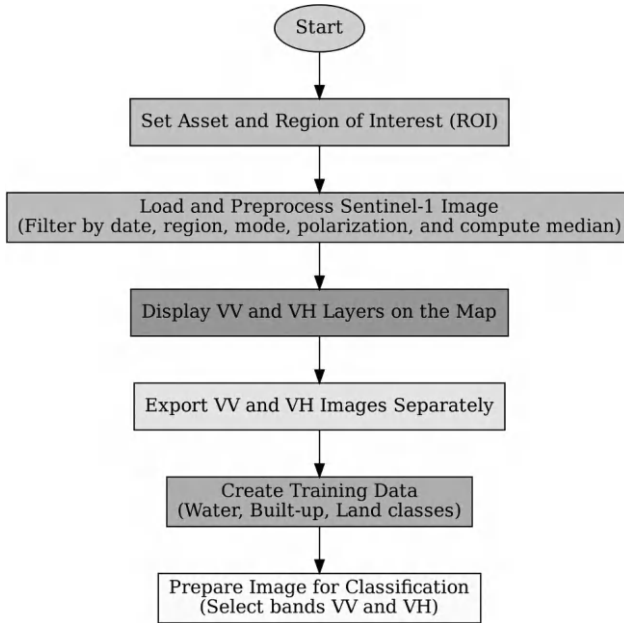 Start
Set Asset and Region of Interest (ROI)
Load and Preprocess Sentinel-1 Image
(Filter by date, region, mode, polarization, and compute median)
Display VV and VH Layers on the Map
Export VV and VH Images Separately
Create Training Data
(Water, Built-up, Land classes)
Prepare Image for Classification
(Select bands VV and VH)